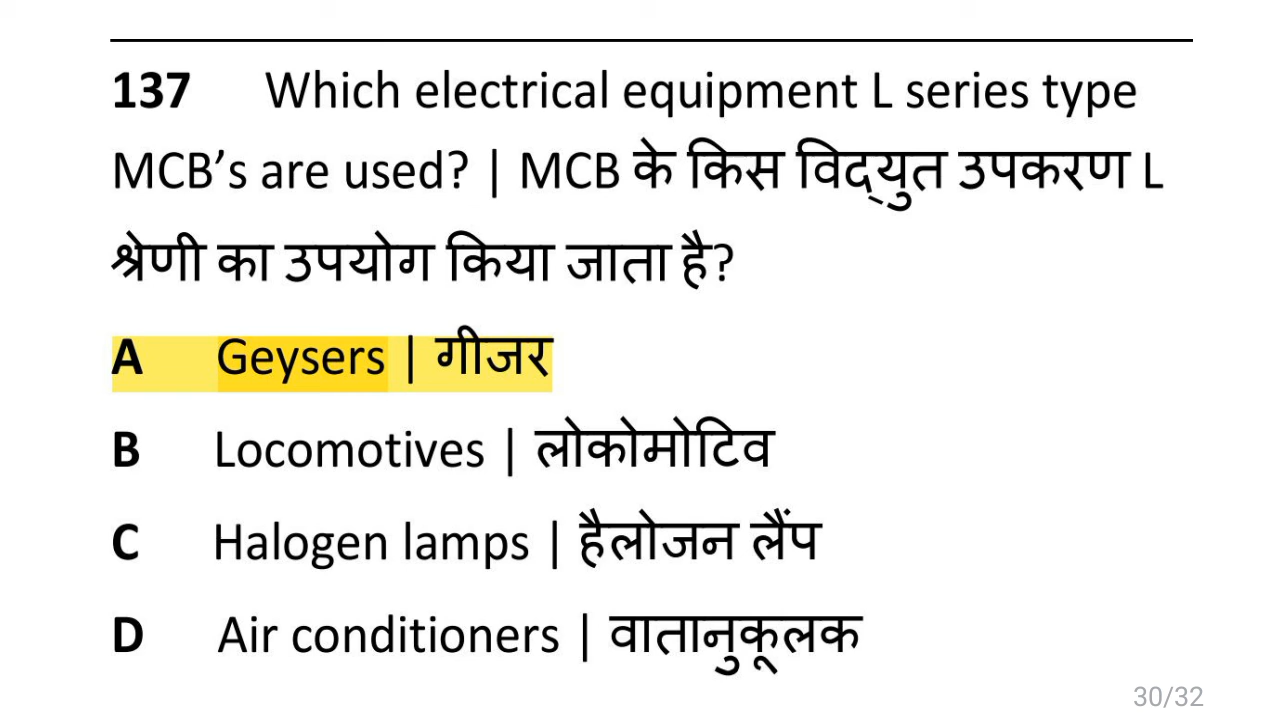 137 Which electrical equipment L series type
MCB’s are used? | MCB के किस विद्युत उपकरण L
श्रेणी का उपयोग किया जाता है?
A Geysers | गीजर
B Locomotives | लोकोमोटिव
C Halogen lamps | हैलोजन लैंप
D Air conditioners | वातानुकूलक
30/32